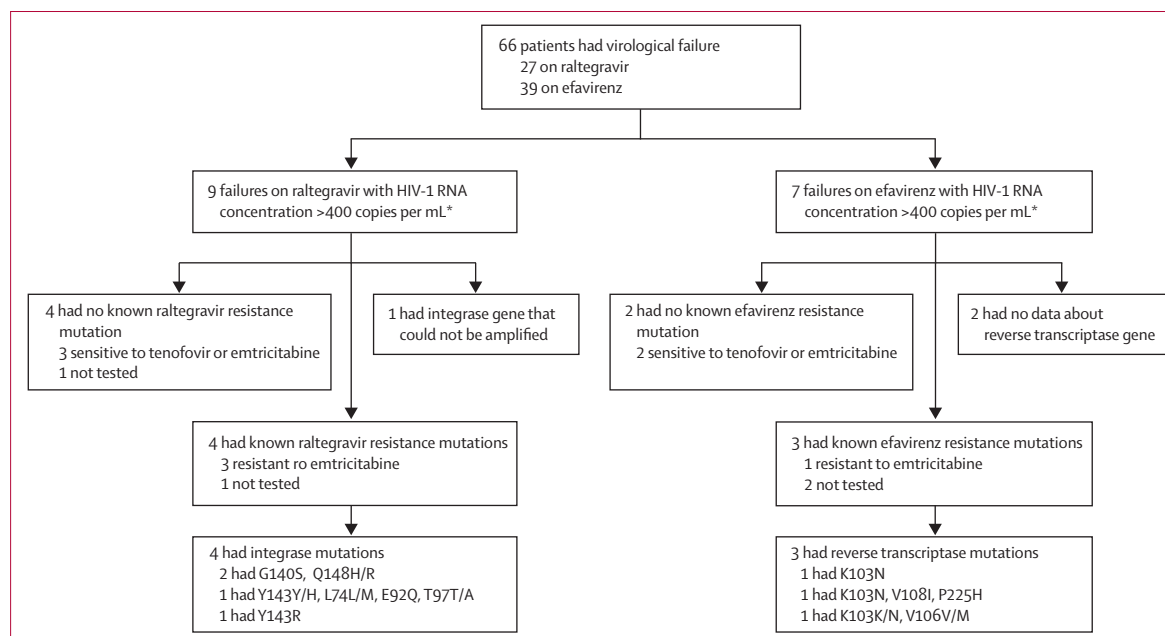 66 patients had virological failure
27 on raltegravir
39 on efavirenz
9 failures on raltegravir with HIV-1 RNA
concentration >400 copies per mL*
7 failures on efavirenz with HIV-1 RNA
concentration >400 copies per mL*
4 had no known raltegravir resistance
mutation
3 sensitive to tenofovir or emtricitabine
1 not tested
1 had integrase gene that
could not be amplified
2 had no known efavirenz resistance
mutation
2 sensitive to tenofovir or emtricitabine
2 had no data about
reverse transcriptase gene
4 had known raltegravir resistance mutations
3 resistant ro emtricitabine
1 not tested
3 had known efavirenz resistance mutations
1 resistant to emtricitabine
2 not tested
4 had integrase mutations
2 had G140S, Q148H/R
1 had Y143Y/H, L74L/M, E92Q, T97T/A
1 had Y143R
3 had reverse transcriptase mutations
1 had K103N
1 had K103N, V108I, P225H
1 had K103K/N, V106V/M